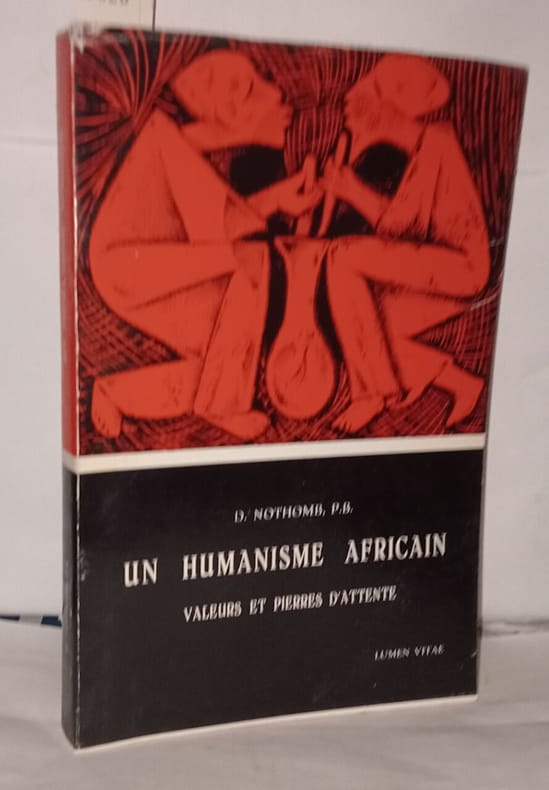 D. NOTHOMB, P.B.
UN HUMANISME AFRICAIN
VALEURS ET PIERRES D'ATTENTE
LUMEN VITAE